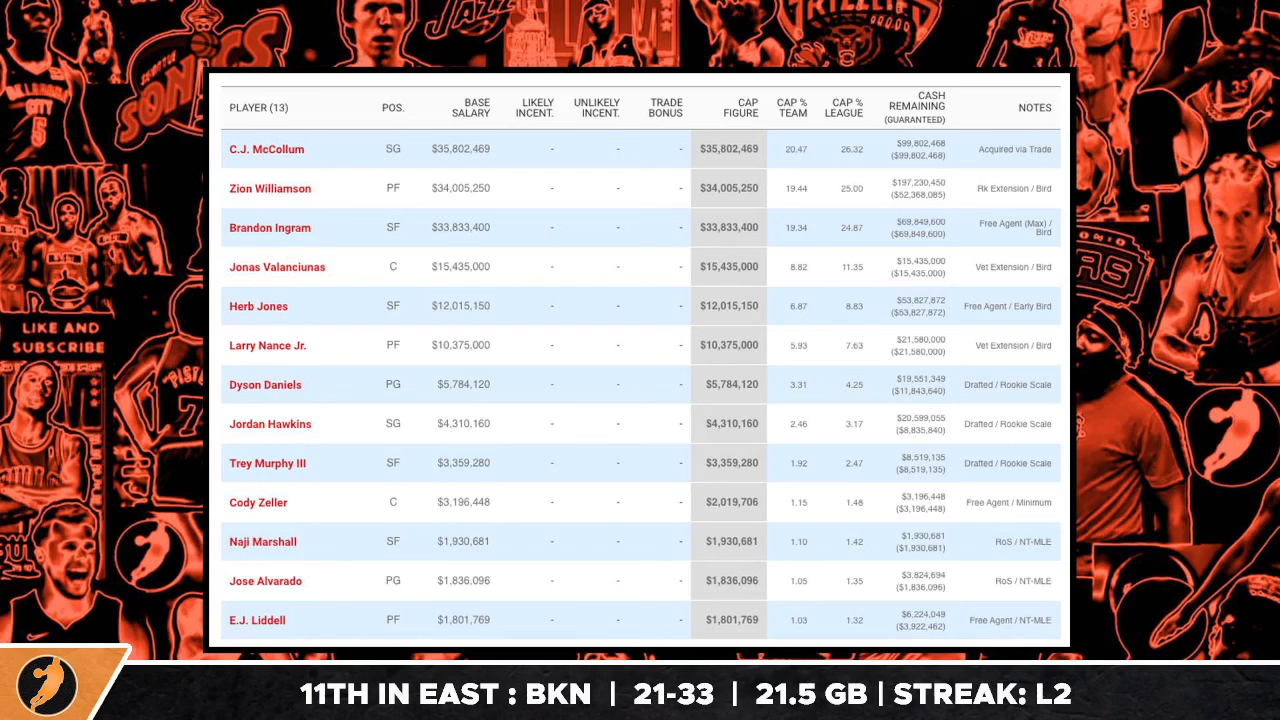 JAZZ
GRIZZLIES
SONICS
OKLAHOMA
CITY
5
35
LIKE AND
SUBSCRIBE
PLAYER (13) POS. BASE SALARY LIKELY INCENT. UNLIKELY INCENT. TRADE BONUS CAP FIGURE CAP % TEAM CAP % LEAGUE CASH REMAINING (GUARANTEED) NOTES
C.J. McCollum SG $35,802,469 - - - $35,802,469 20.47 26.32 $99,802,468 ($99,802,468) Acquired via Trade
Zion Williamson PF $34,005,250 - - - $34,005,250 19.44 25.00 $197,230,450 ($52,368,085) Rk Extension / Bird
Brandon Ingram SF $33,833,400 - - - $33,833,400 19.34 24.87 $69,849,600 ($69,849,600) Free Agent (Max) / Bird
Jonas Valanciunas C $15,435,000 - - - $15,435,000 8.82 11.35 $15,435,000 ($15,435,000) Vet Extension / Bird
Herb Jones SF $12,015,150 - - - $12,015,150 6.87 8.83 $53,827,872 ($53,827,872) Free Agent / Early Bird
Larry Nance Jr. PF $10,375,000 - - - $10,375,000 5.93 7.63 $21,580,000 ($21,580,000) Vet Extension / Bird
Dyson Daniels PG $5,784,120 - - - $5,784,120 3.31 4.25 $19,551,349 ($11,843,640) Drafted / Rookie Scale
Jordan Hawkins SG $4,310,160 - - - $4,310,160 2.46 3.17 $20,599,055 ($8,835,840) Drafted / Rookie Scale
Trey Murphy III SF $3,359,280 - - - $3,359,280 1.92 2.47 $8,519,135 ($8,519,135) Drafted / Rookie Scale
Cody Zeller C $3,196,448 - - - $2,019,706 1.15 1.48 $3,196,448 ($3,196,448) Free Agent / Minimum
Naji Marshall SF $1,930,681 - - - $1,930,681 1.10 1.42 $1,930,681 ($1,930,681) RoS / NT-MLE
Jose Alvarado PG $1,836,096 - - - $1,836,096 1.05 1.35 $3,824,694 ($1,836,096) RoS / NT-MLE
E.J. Liddell PF $1,801,769 - - - $1,801,769 1.03 1.32 $6,224,049 ($3,922,462) Free Agent / NT-MLE
11TH IN EAST : BKN | 21-33 | 21.5 GB | STREAK: L2